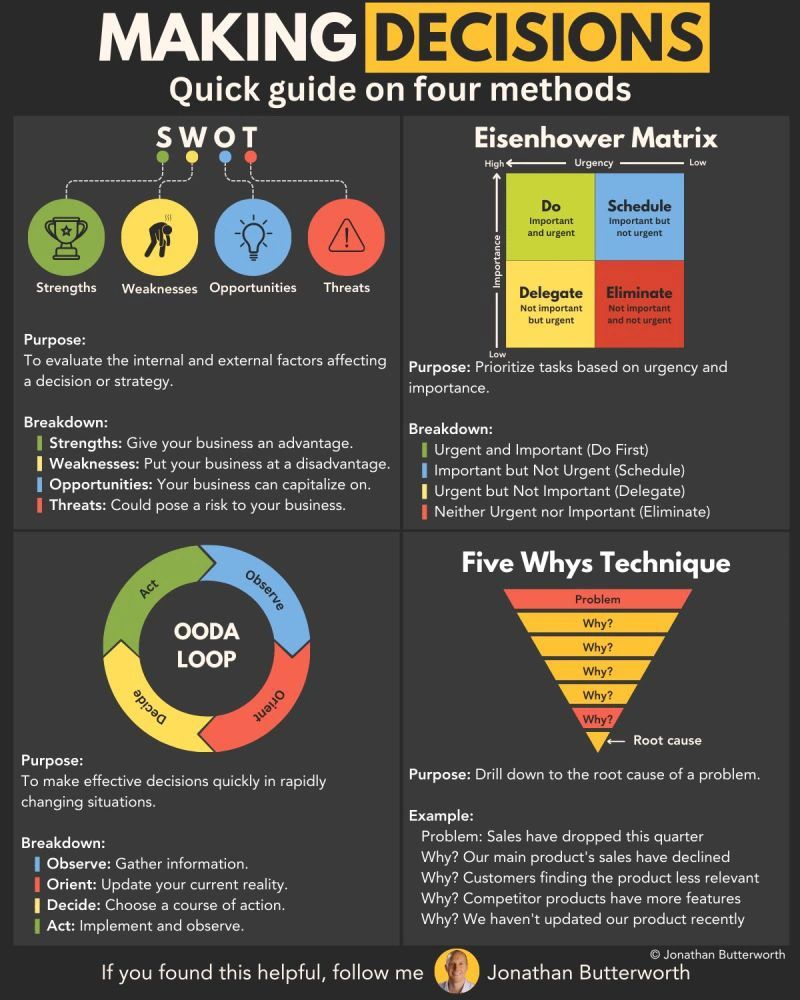 MAKING DECISIONS
Quick guide on four methods
SWOT
Strengths
Weaknesses
Opportunities
Threats
Purpose:
To evaluate the internal and external factors affecting
a decision or strategy.
Breakdown:
Strengths: Give your business an advantage.
Weaknesses: Put your business at a disadvantage.
Opportunities: Your business can capitalize on.
Threats: Could pose a risk to your business.
Eisenhower Matrix
High Urgency Low
Importance
Do
Important
and urgent
Schedule
Important but
not urgent
Delegate
Not important
but urgent
Eliminate
Not important
and not urgent
Low
Purpose: Prioritize tasks based on urgency and
importance.
Breakdown:
Urgent and Important (Do First)
Important but Not Urgent (Schedule)
Urgent but Not Important (Delegate)
Neither Urgent nor Important (Eliminate)
OODA
LOOP
Observe
Orient
Decide
Act
Purpose:
To make effective decisions quickly in rapidly
changing situations.
Breakdown:
Observe: Gather information.
Orient: Update your current reality.
Decide: Choose a course of action.
Act: Implement and observe.
Five Whys Technique
Problem
Why?
Why?
Why?
Why?
Why?
Root cause
Purpose: Drill down to the root cause of a problem.
Example:
Problem: Sales have dropped this quarter
Why? Our main product's sales have declined
Why? Customers finding the product less relevant
Why? Competitor products have more features
Why? We haven't updated our product recently
© Jonathan Butterworth
If you found this helpful, follow me Jonathan Butterworth